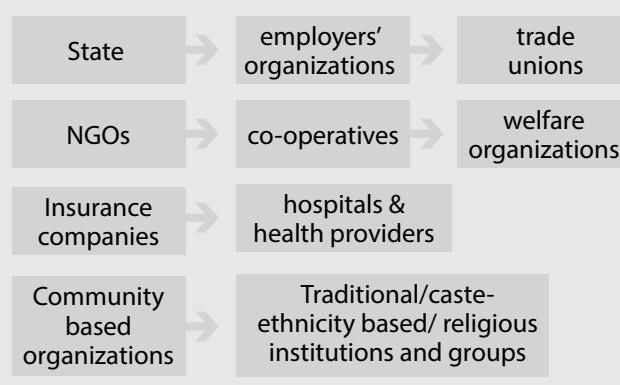 State
employers'
organizations
trade
unions
NGOs
co-operatives
welfare
organizations
Insurance
companies
hospitals &
health providers
Community
based
organizations
Traditional/caste-
ethnicity based/ religious
institutions and groups